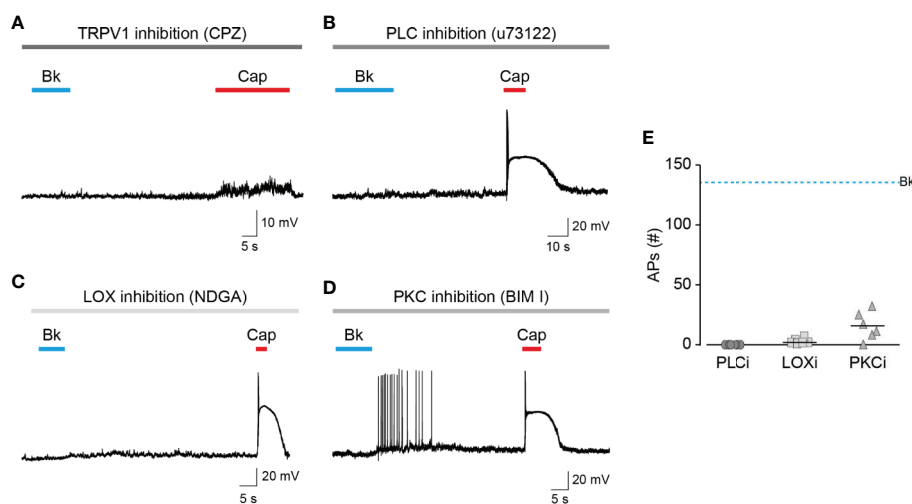 A
TRPV1 inhibition (CPZ)
Bk
Cap
10 mV
5 s
B
PLC inhibition (u73122)
Bk
Cap
20 mV
10 s
C
LOX inhibition (NDGA)
Bk
Cap
20 mV
5 s
D
PKC inhibition (BIM I)
Bk
Cap
20 mV
5 s
E
150
Bk
100
50
0
APs (#)
PLCi LOXi PKCi